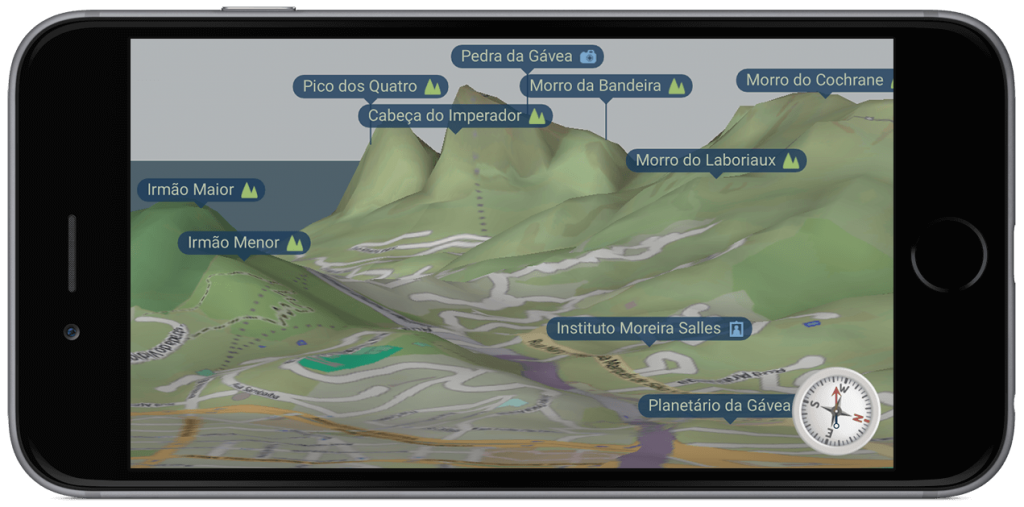 Pedra da Gávea
Pico dos Quatro
Morro da Bandeira
Morro do Cochrane
Cabeça do Imperador
Morro do Laboriaux
Irmão Maior
Irmão Menor
Instituto Moreira Salles
Planetário da Gávea
W
S
N
E